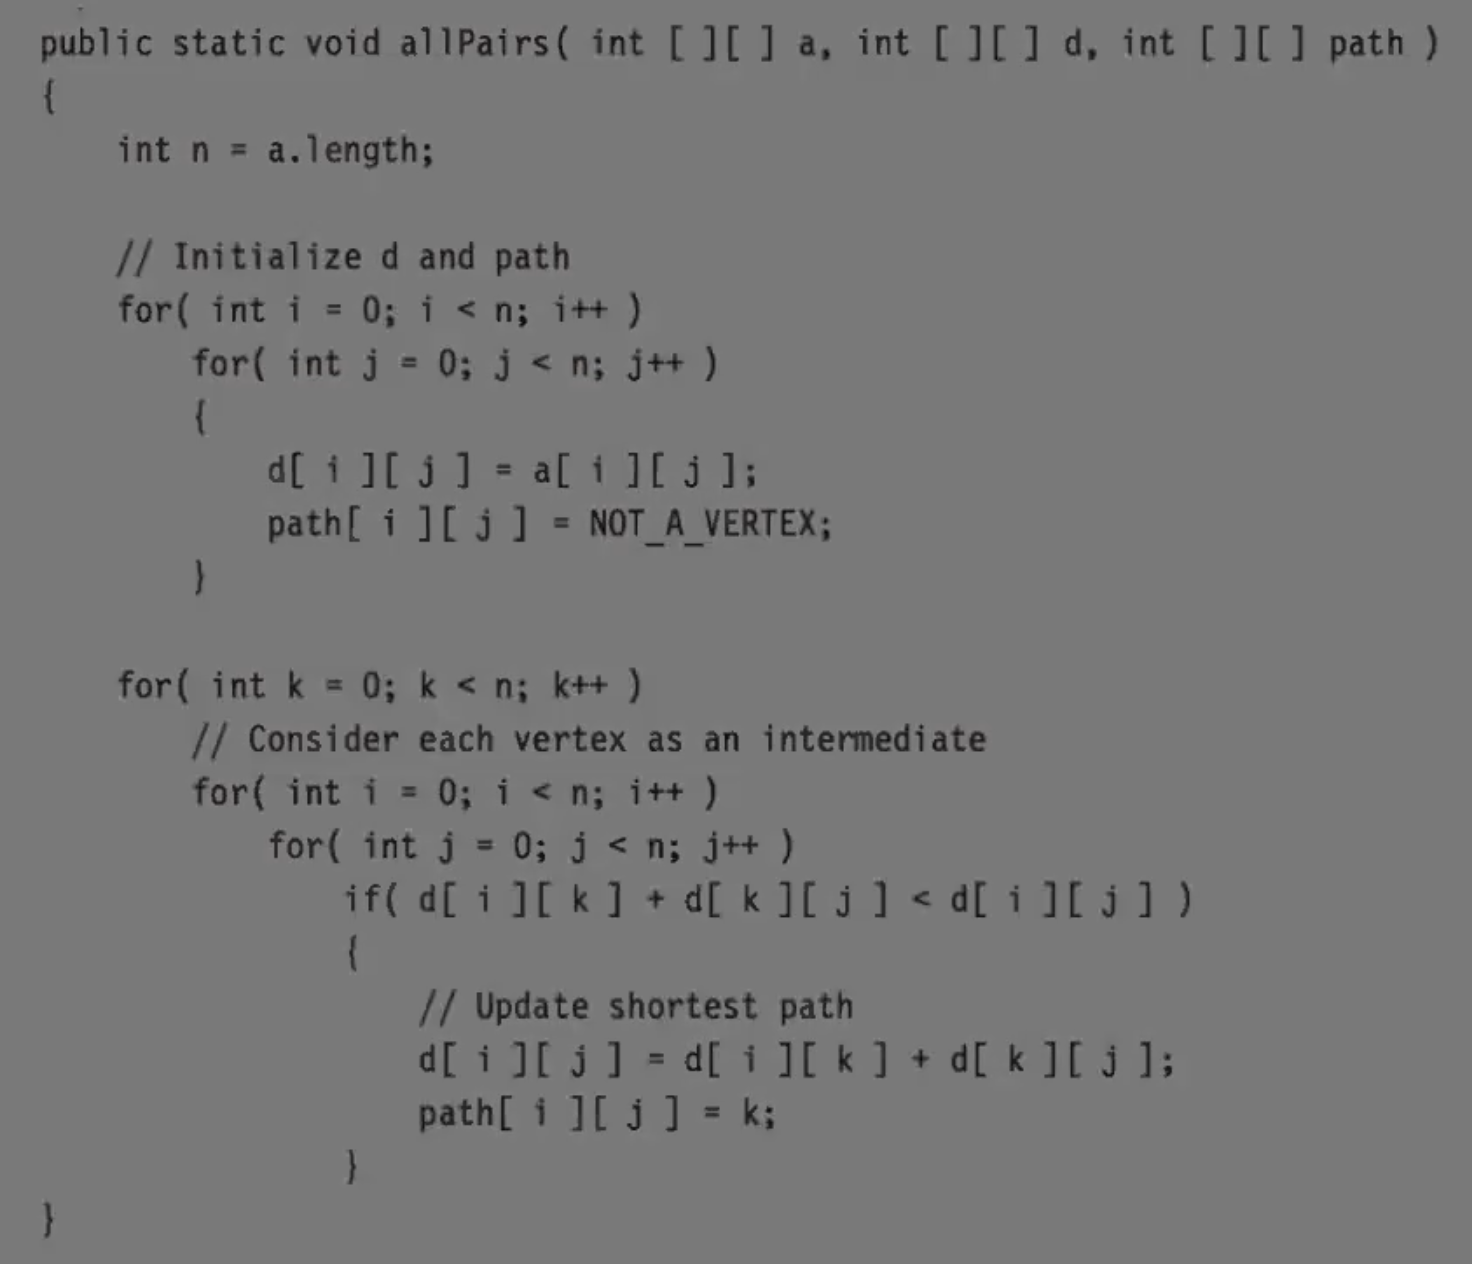 public static void allPairs( int [ ][ ] a, int [ ][ ] d, int [ ][ ] path )
{
    int n = a.length;

    // Initialize d and path
    for( int i = 0; i < n; i++ )
        for( int j = 0; j < n; j++ )
        {
            d[ i ][ j ] = a[ i ][ j ];
            path[ i ][ j ] = NOT_A_VERTEX;
        }

    for( int k = 0; k < n; k++ )
        // Consider each vertex as an intermediate
        for( int i = 0; i < n; i++ )
            for( int j = 0; j < n; j++ )
                if( d[ i ][ k ] + d[ k ][ j ] < d[ i ][ j ] )
                {
                    // Update shortest path
                    d[ i ][ j ] = d[ i ][ k ] + d[ k ][ j ];
                    path[ i ][ j ] = k;
                }
}